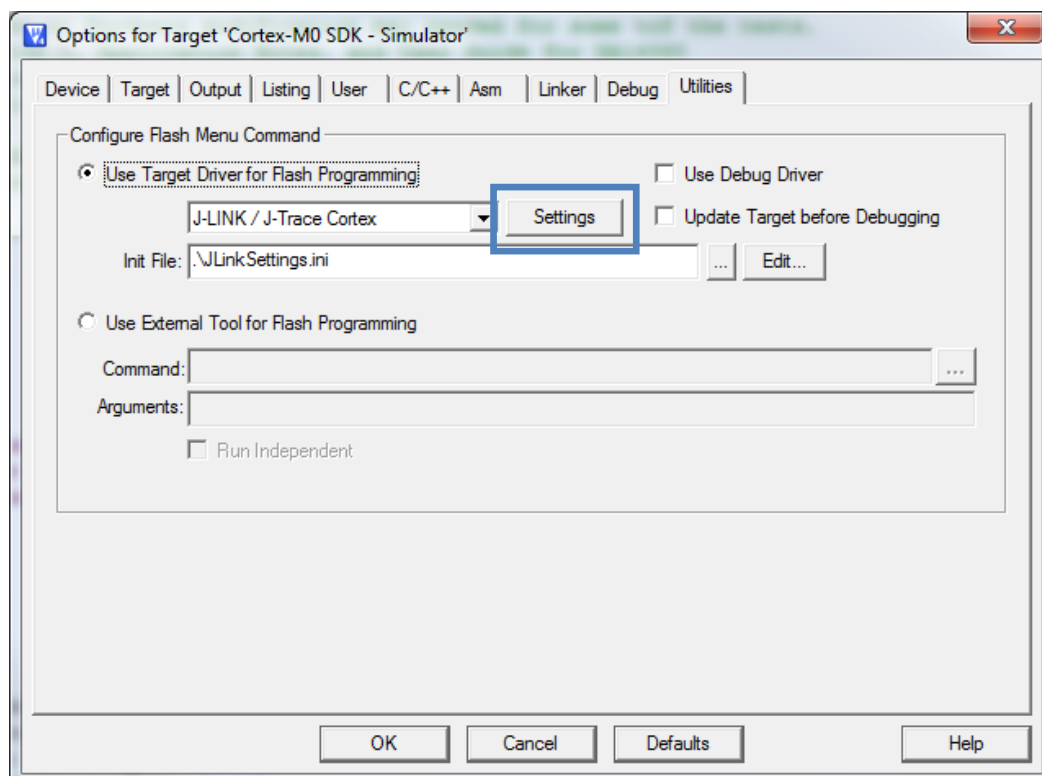 Options for Target 'Cortex-M0 SDK - Simulator'
Device Target Output Listing User C/C++ Asm Linker Debug Utilities
Configure Flash Menu Command
Use Target Driver for Flash Programming Use Debug Driver
J-LINK / J-Trace Cortex Settings Update Target before Debugging
Init File: .\JLinkSettings.ini ... Edit...
Use External Tool for Flash Programming
Command: ...
Arguments:
Run Independent
OK Cancel Defaults Help